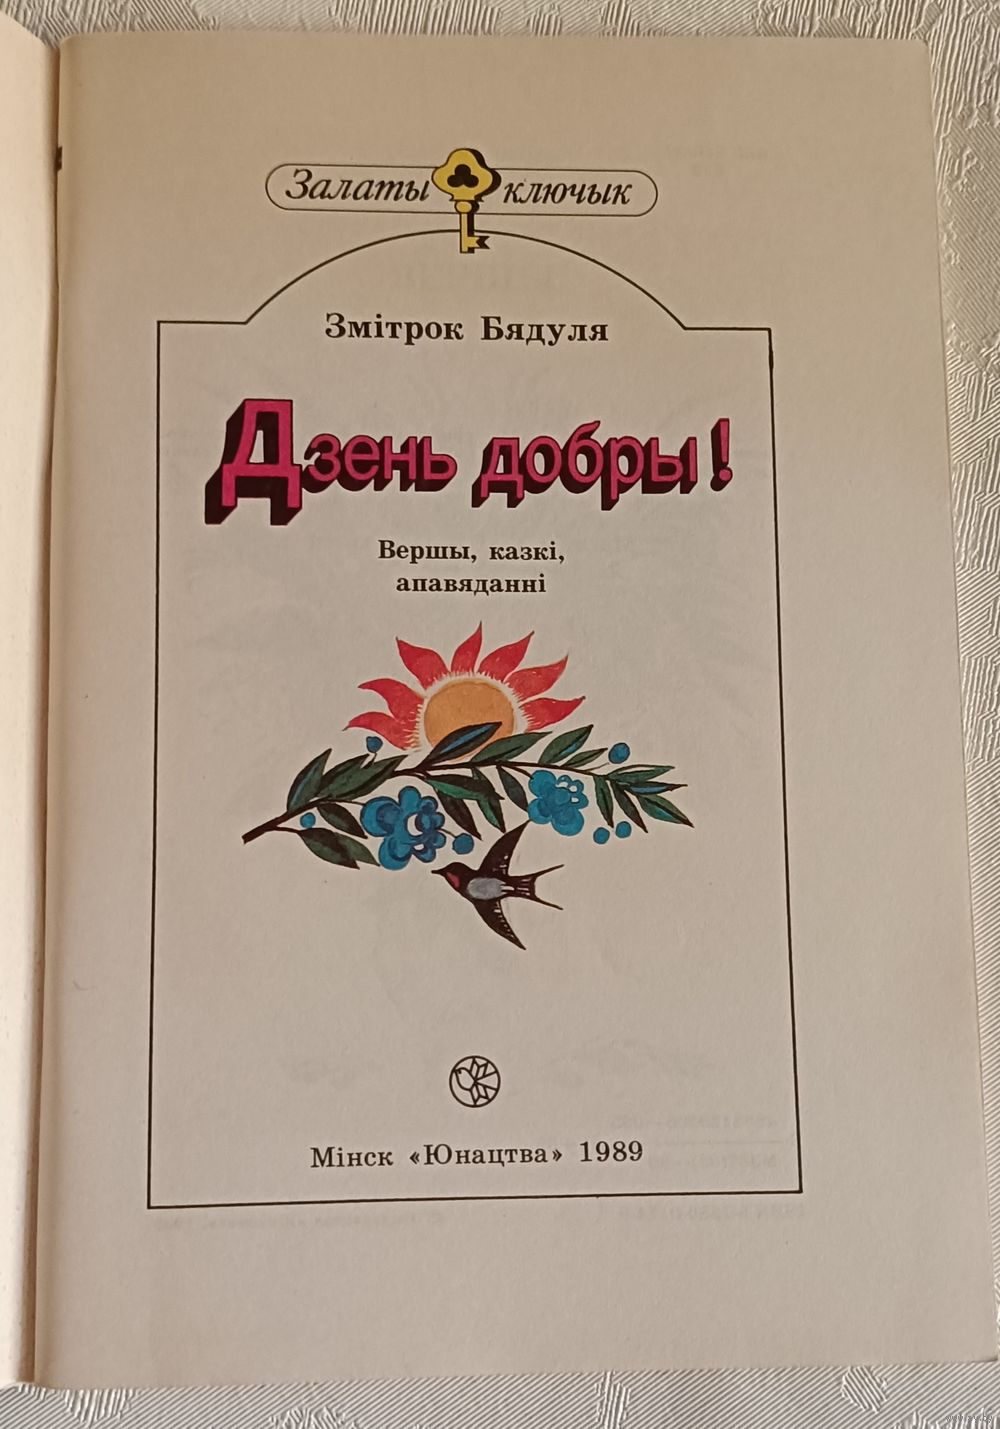 Залаты ключык
Змітрок Бядуля
Дзень добры!
Вершы, казкі,
апавяданні
Мінск «Юнацтва» 1989